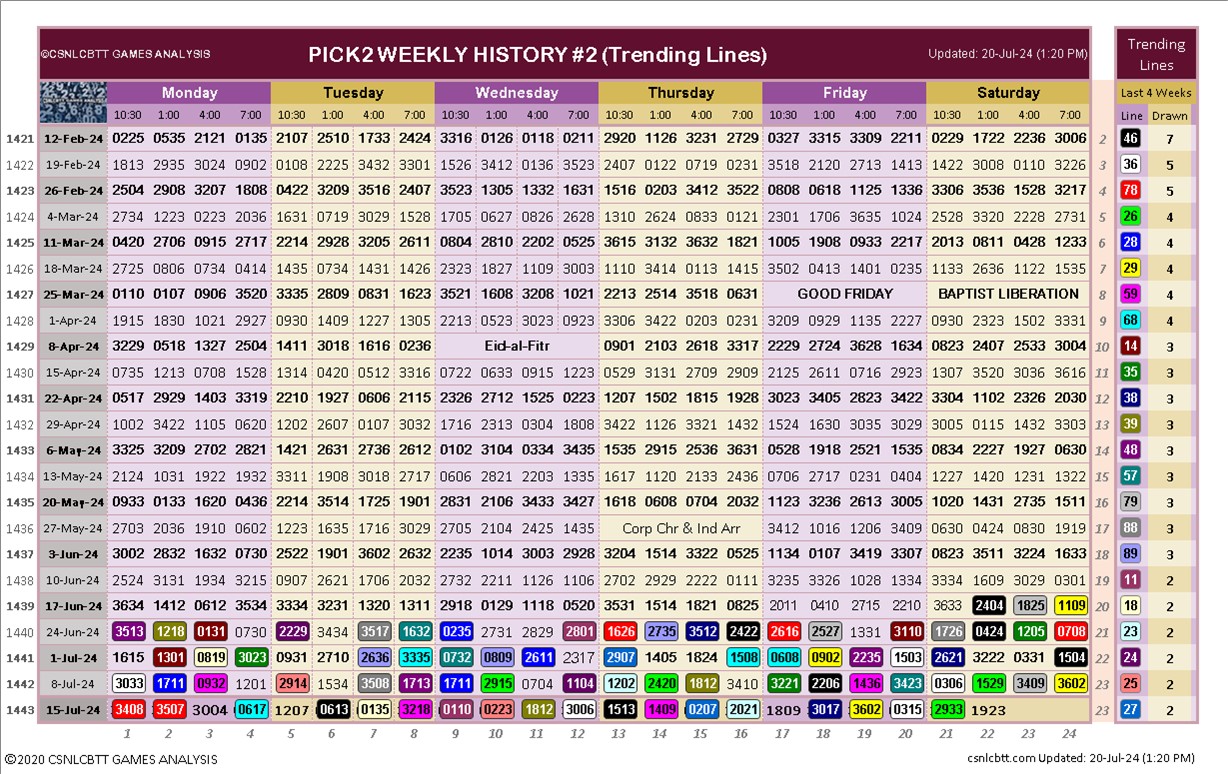 ©2020 CSNLCBTT GAMES ANALYSIS PICK2 WEEKLY HISTORY #2 (Trending Lines) Updated: 20-Jul-24 (1:20 PM) Trending Lines
Monday Tuesday Wednesday Thursday Friday Saturday Last 4 Weeks
10:30 1:00 4:00 7:00 10:30 1:00 4:00 7:00 10:30 1:00 4:00 7:00 10:30 1:00 4:00 7:00 10:30 1:00 4:00 7:00 10:30 1:00 4:00 7:00 Line Drawn
1421 12-Feb-24 0225 0535 2121 0135 2107 2510 1733 2424 3316 0126 0118 0211 2920 1126 3231 2729 0327 3315 3309 2211 0229 1722 2236 3006 2 46 7
1422 19-Feb-24 1813 2935 3024 0902 0108 2225 3432 3301 1526 3412 0136 3523 2407 0122 0719 0231 3518 2120 2713 1413 3422 3008 0110 3226 3 36 5
1423 26-Feb-24 2504 2908 3207 1808 0422 3209 3516 2407 3523 1305 1332 1631 1516 0203 3412 3522 0808 0618 1125 1336 3306 3536 1528 3217 4 78 5
1424 4-Mar-24 2734 1223 0223 2036 1631 0719 3029 1528 1705 0627 0826 2628 1310 2624 0833 0121 2301 1706 3635 1024 2528 3320 2228 2731 5 26 4
1425 11-Mar-24 0420 2706 0915 2717 2214 2928 3205 2611 0804 2810 2202 0525 3615 3132 3632 1821 1005 1908 0933 2217 2013 0811 0428 1233 6 28 4
1426 18-Mar-24 2725 0806 0734 0414 1435 0734 1431 1429 2323 1827 1109 3003 1110 3414 0113 1415 3502 0413 1401 0235 1133 2636 1122 1535 7 29 4
1427 25-Mar-24 0110 0107 0906 3520 3335 2809 0831 1623 3521 1608 3208 1021 2213 2514 3518 0631 GOOD FRIDAY BAPTIST LIBERATION 8 59 4
1428 1-Apr-24 1915 1830 1021 2927 0930 1409 1227 1305 2213 0523 3023 0923 3306 3422 0203 0231 3209 0929 1135 2227 0930 2323 1502 3331 9 68 4
1429 8-Apr-24 3229 0518 1327 2504 1411 3018 1616 0236 Eid-al-Fitr 0901 2103 2618 3317 2229 2724 3628 1634 0823 2407 2533 3004 10 14 3
1430 15-Apr-24 0735 1213 0708 1528 1314 0420 0512 3316 0722 0633 0915 1223 0529 3131 2709 2909 2125 2611 0716 2923 1307 3520 3036 3616 11 35 3
1431 22-Apr-24 0517 2929 1403 3319 2210 1927 0606 2115 2326 2712 1525 0223 1207 1502 1815 1928 3023 3405 2823 3422 3304 1102 2326 2030 12 38 3
1432 29-Apr-24 1002 3422 1105 0620 1202 2607 0107 3032 1716 2313 0304 1808 3422 1126 3321 1432 1524 1630 3035 3029 3005 0115 1432 3303 13 39 3
1433 6-May-24 3325 3209 2702 2821 1421 2631 2736 2612 0102 3104 0334 3435 1535 2915 2536 3631 0528 1918 2521 1535 0834 2227 1927 0630 14 48 3
1434 13-May-24 2124 1031 1922 1932 3311 1908 3018 2711 0606 2821 2203 1335 1617 1120 2133 2436 0706 2717 0231 0404 1227 1420 1231 1322 15 57 3
1435 20-May-24 0933 0133 1620 0436 2214 3514 1725 1901 2831 2106 3433 3427 1618 0608 0704 2032 1123 3236 2613 3005 1020 1431 2735 1511 16 79 3
1436 27-May-24 2703 2036 1910 0602 1223 1635 1716 3029 2705 2104 2425 1435 Corp Chr & Ind Arr 3412 1016 1206 3409 0630 0424 0830 1919 17 88 3
1437 3-Jun-24 3002 2832 1632 0730 2522 1901 3602 2632 2235 1014 3003 2928 3204 1514 3322 0525 1134 0107 3419 3307 0823 3511 3224 1633 18 89 3
1438 10-Jun-24 2524 3131 1934 3215 0907 2621 1706 2032 2732 2211 1126 1106 2702 2929 2222 0111 3235 3326 1028 1334 3334 1609 3029 0301 19 11 2
1439 17-Jun-24 3634 1412 0612 3534 3334 3231 1320 1311 2918 0129 1118 0520 3531 1514 1821 0825 2011 0410 2715 2210 3633 2404 1825 1109 20 18 2
1440 24-Jun-24 3513 1218 0131 0730 2229 3434 3517 1632 0235 2731 2829 2801 1626 2735 3512 2422 2616 2527 1331 3110 1726 0424 1205 0708 21 23 2
1441 1-Jul-24 1615 1301 0819 3023 0931 2710 2636 3335 0732 0809 2611 2317 2907 1405 1824 1508 0608 0902 2235 1503 2621 3222 0331 1504 22 24 2
1442 8-Jul-24 3033 1711 0932 1201 2914 1534 3508 1713 1711 2915 0704 1104 1202 2420 1812 3410 3221 2206 1436 3423 0306 1529 3409 3602 23 25 2
1443 15-Jul-24 3408 3507 3004 0617 1207 0613 0135 3218 0110 0223 1812 3006 1513 1409 0207 2021 1809 3017 3602 0315 2933 1923 23 27 2
1 2 3 4 5 6 7 8 9 10 11 12 13 14 15 16 17 18 19 20 21 22 23 24
©2020 CSNLCBTT GAMES ANALYSIS csnlcbtt.com Updated: 20-Jul-24 (1:20 PM)